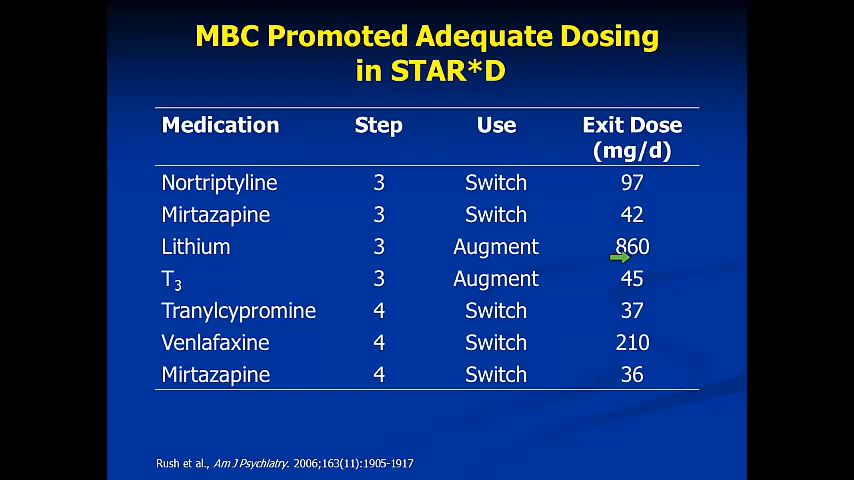 MBC Promoted Adequate Dosing
in STAR*D
Medication Step Use Exit Dose
(mg/d)
Nortriptyline 3 Switch 97
Mirtazapine 3 Switch 42
Lithium 3 Augment 860
T3 3 Augment 45
Tranylcypromine 4 Switch 37
Venlafaxine 4 Switch 210
Mirtazapine 4 Switch 36
Rush et al., Am J Psychiatry. 2006;163(11):1905-1917